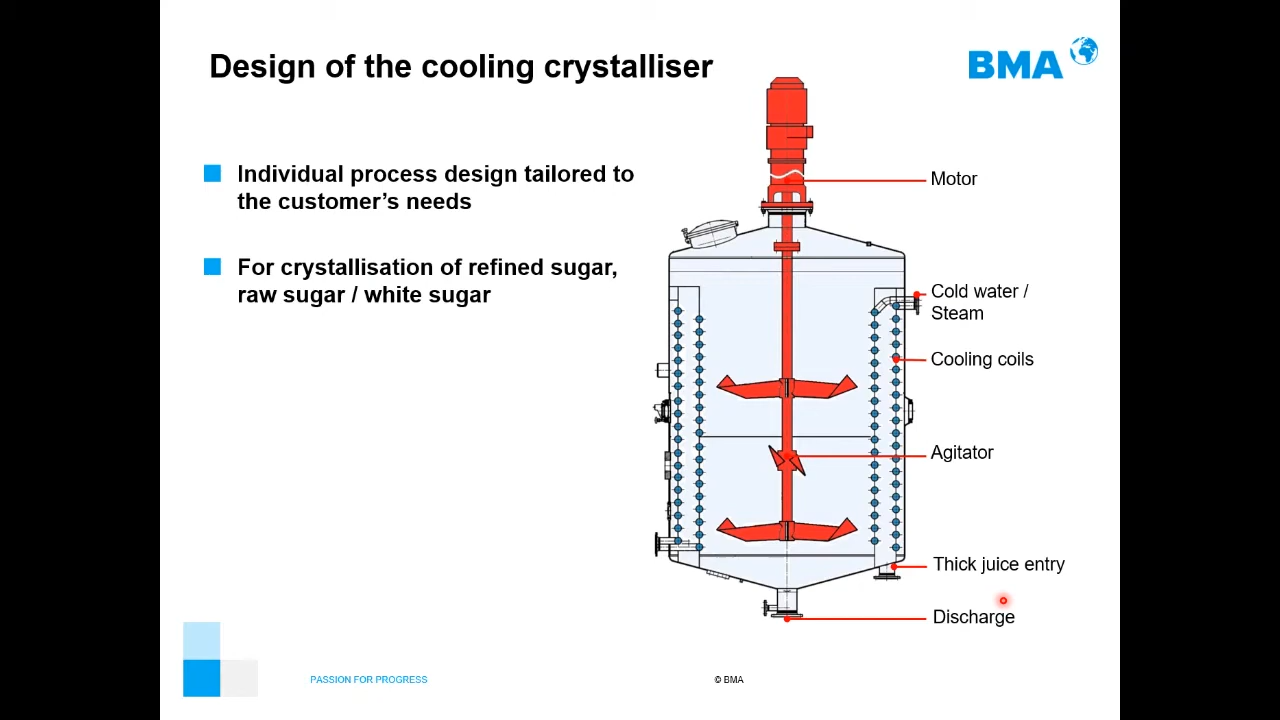 Design of the cooling crystalliser
BMA
Individual process design tailored to
the customer's needs
For crystallisation of refined sugar,
raw sugar / white sugar
Motor
Cold water /
Steam
Cooling coils
Agitator
Thick juice entry
Discharge
PASSION FOR PROGRESS
© BMA